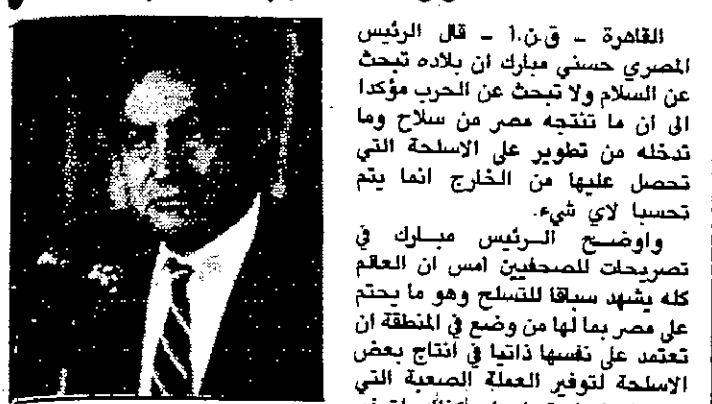 القاهرة ـ ق.ن.ا ـ قال الرئيس
المصري حسني مبارك ان بلاده تبحث
عن السلام ولا تبحث عن الحرب مؤكدا
الى ان ما تنتجه مصر من سلاح وما
تدخله من تطوير على الاسلحة التي
تحصل عليها من الخارج انما يتم
تحسبا لاي شيء.
واوضح الرئيس مبارك في
تصريحات للصحفيين امس ان العالم
كله يشهد سباقا للتسلح وهو ما يحتم
على مصر بما لها من وضع في المنطقة ان
تعتمد على نفسها ذاتيا في انتاج بعض
الاسلحة لتوفير العملة الصعبة التي